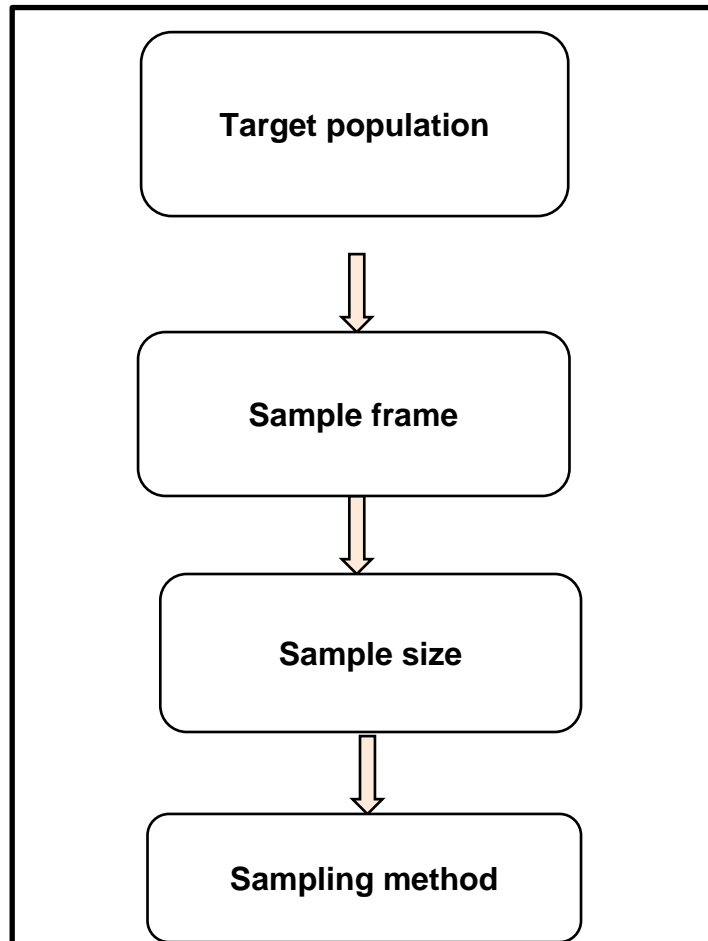 Target population
Sample frame
Sample size
Sampling method